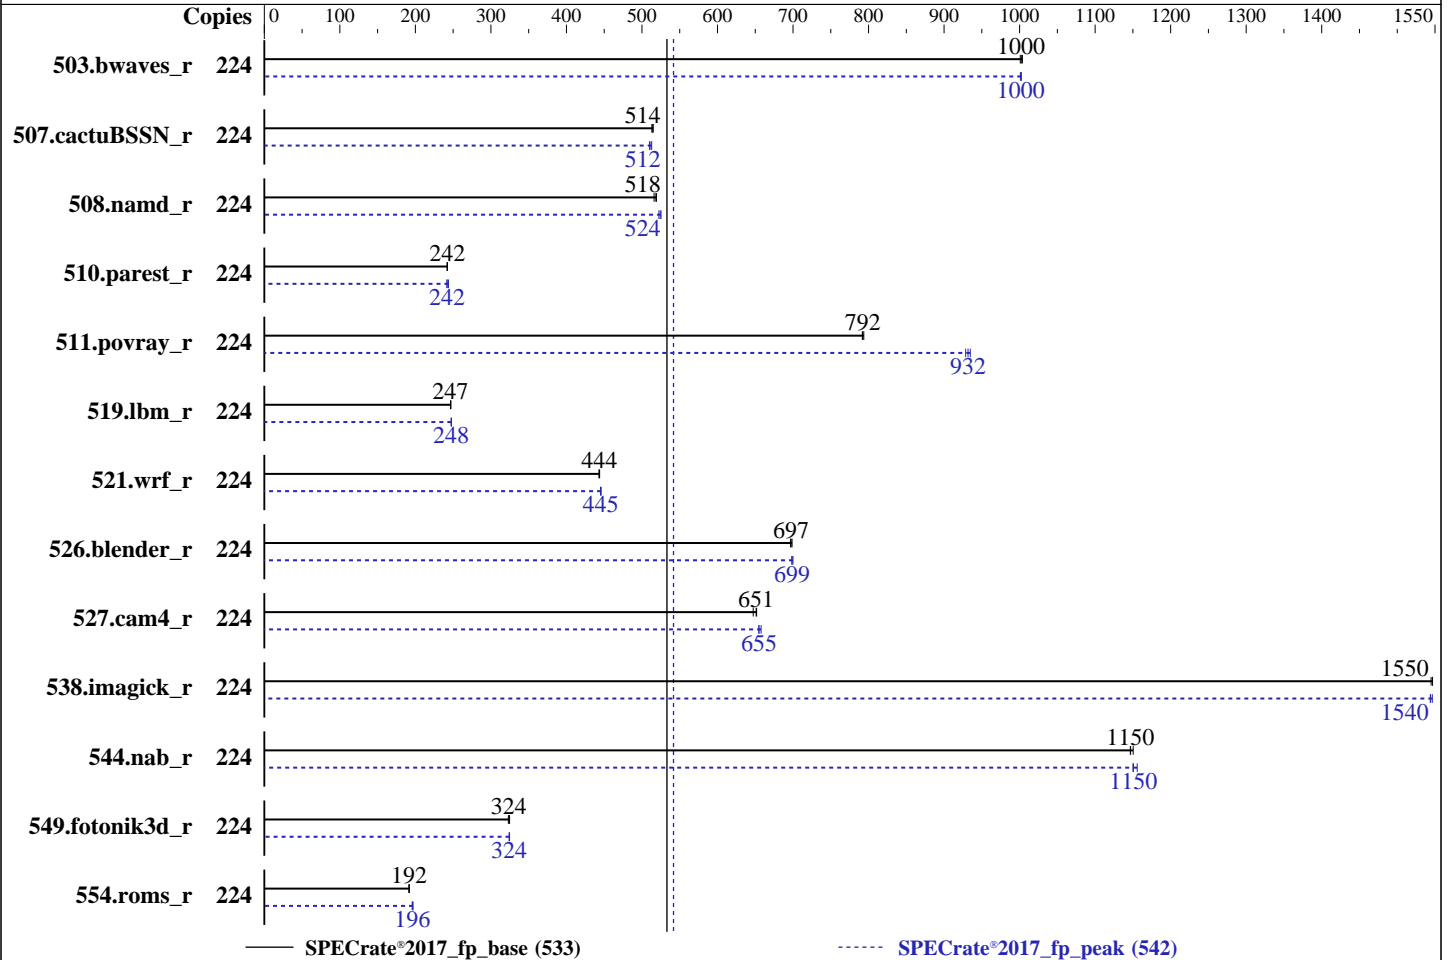 Copies 0 100 200 300 400 500 600 700 800 900 1000 1100 1200 1300 1400 1550
503.bwaves_r 224 1000
1000
507.cactuBSSN_r 224 514
512
508.namd_r 224 518
524
510.parest_r 224 242
242
511.povray_r 224 792
932
519.lbm_r 224 247
248
521.wrf_r 224 444
445
526.blender_r 224 697
699
527.cam4_r 224 651
655
538.imagick_r 224 1550
1540
544.nab_r 224 1150
1150
549.fotonik3d_r 224 324
324
554.roms_r 224 192
196
SPECrate®2017_fp_base (533) SPECrate®2017_fp_peak (542)